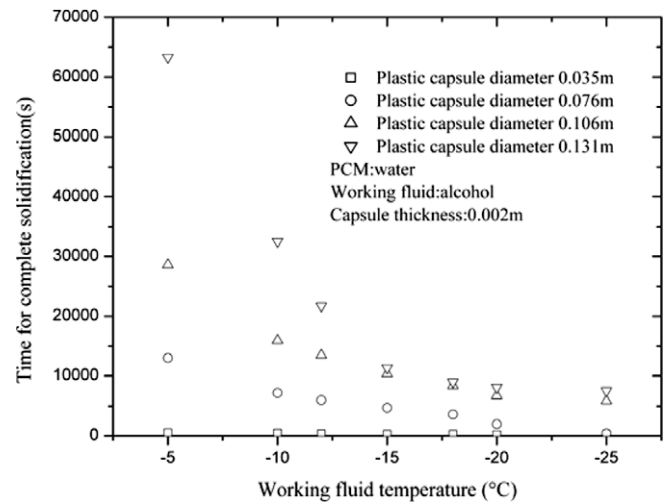 70000
60000
50000
40000
30000
20000
10000
0
Time for complete solidification(s)
Plastic capsule diameter 0.035m
Plastic capsule diameter 0.076m
Plastic capsule diameter 0.106m
Plastic capsule diameter 0.131m
PCM:water
Working fluid:alcohol
Capsule thickness:0.002m
-5 -10 -15 -20 -25
Working fluid temperature (°C)